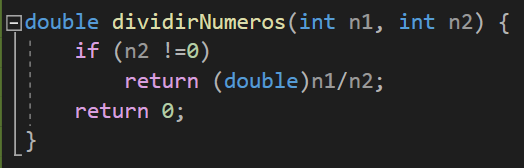 double dividirNumeros(int n1, int n2) {
if (n2 !=0)
return (double)n1/n2;
return 0;
}